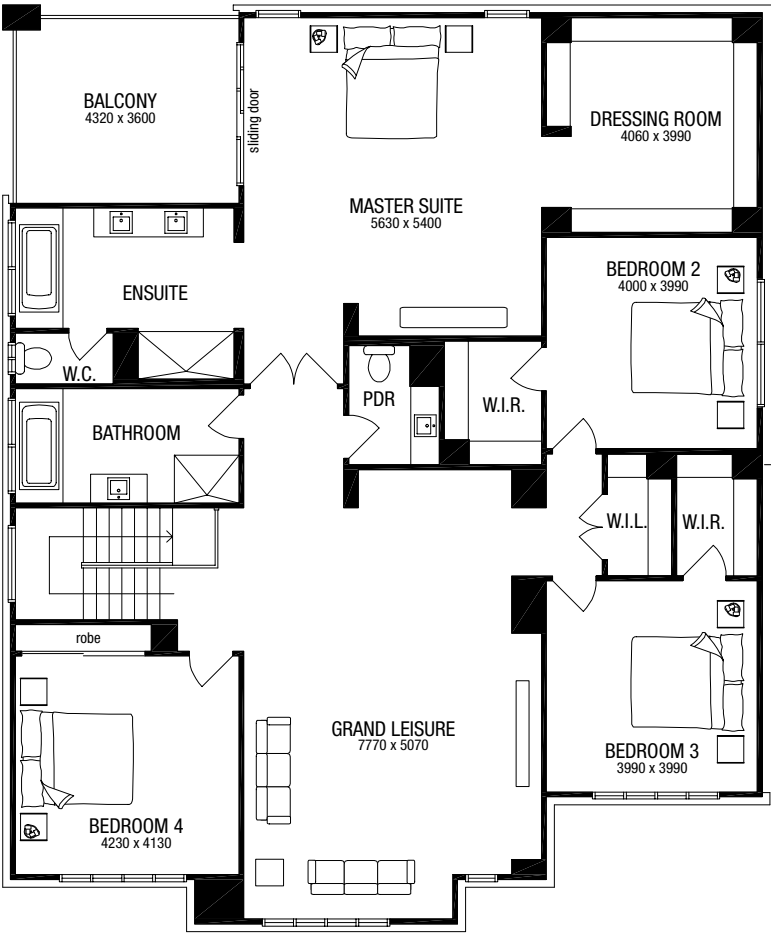 BALCONY
4320 x 3600
sliding door
DRESSING ROOM
4060 x 3990
MASTER SUITE
5630 x 5400
ENSUITE
BEDROOM 2
4000 x 3990
W.C.
PDR
W.I.R.
BATHROOM
W.I.L.
W.I.R.
robe
GRAND LEISURE
7770 x 5070
BEDROOM 3
3990 x 3990
BEDROOM 4
4230 x 4130